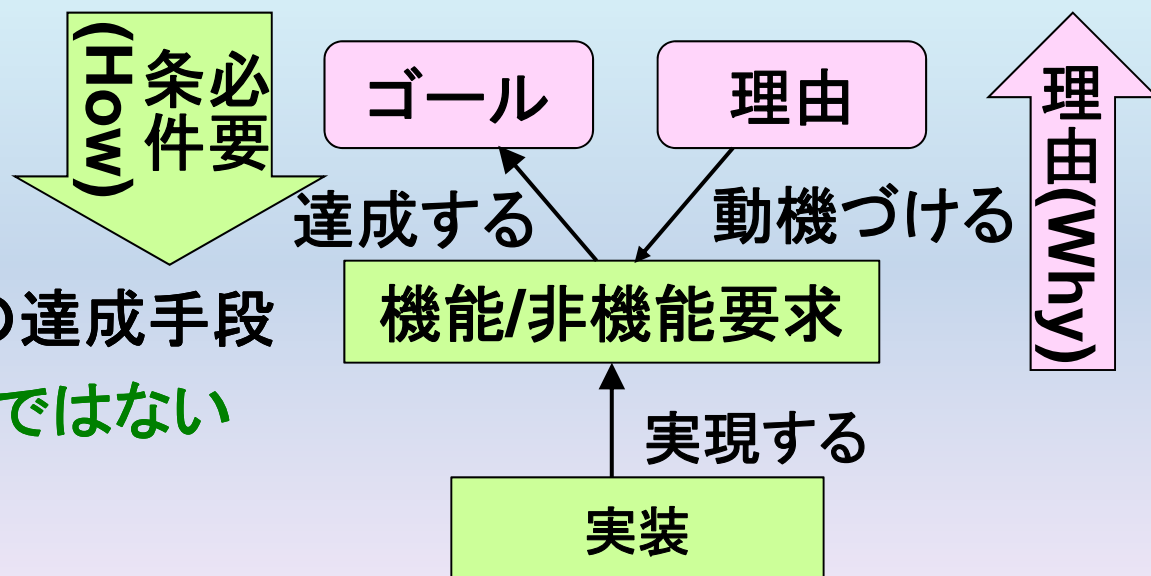 必要
条件
(How)
ゴール
理由
理由(Why)
達成する
動機づける
達成手段
機能/非機能要求
ではない
実現する
実装